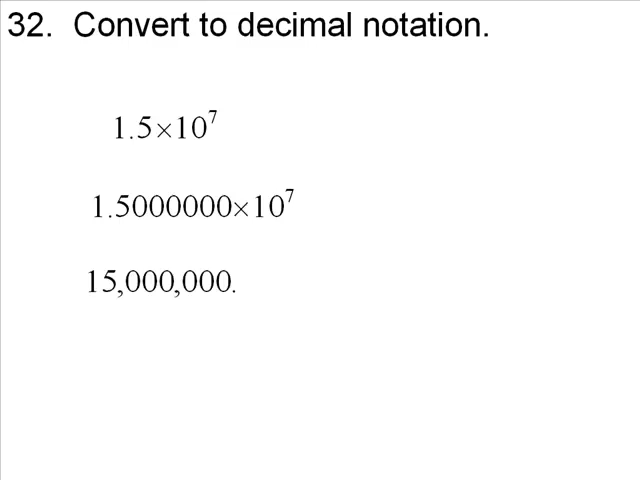 32. Convert to decimal notation.
1.5×10⁷
1.5000000×10⁷
15,000,000.